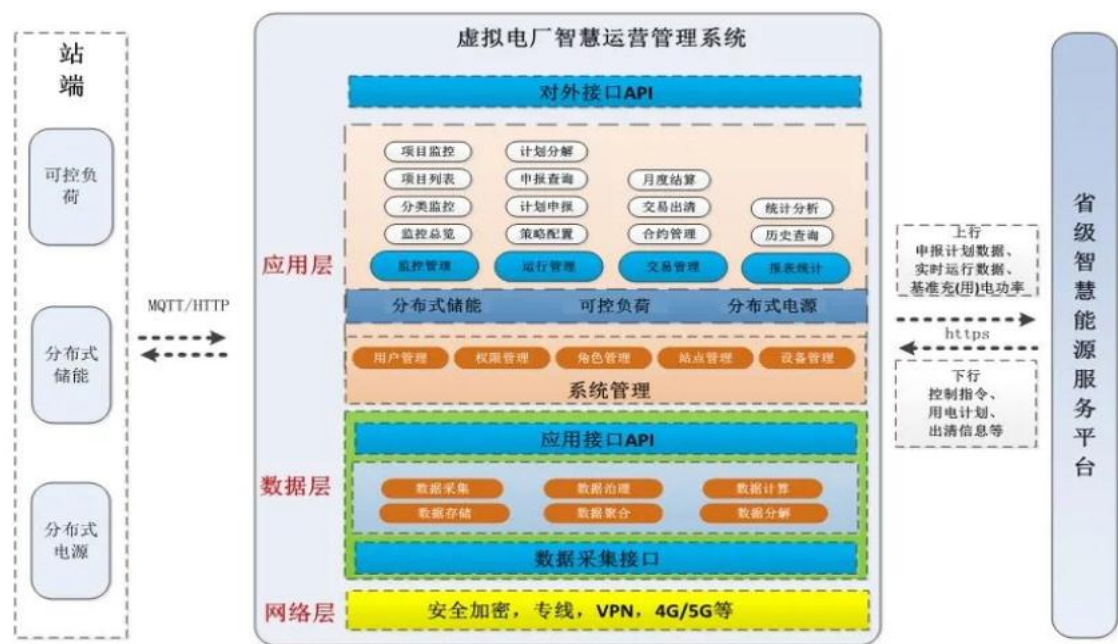 站
端
可控负
荷
分布式
储能
分布式
电源
MQTT/HTTP
虚拟电厂智慧运营管理系统
对外接口API
应用层
项目监控
项目列表
分类监控
监控总览
监控管理
计划分解
申报查询
计划申报
策略配置
运行管理
月度结算
交易出清
合约管理
交易管理
统计分析
历史查询
报表统计
分布式储能
可控负荷
分布式电源
用户管理
权限管理
角色管理
站点管理
设备管理
系统管理
数据层
应用接口API
数据采集
数据治理
数据计算
数据存储
数据聚合
数据分解
数据采集接口
网络层
安全加密，专线，VPN，4G/5G等
上行
申报计划数据、
实时运行数据、
基准充(用)电功率
https
下行
控制指令、
用电计划、
出清信息等
省级智慧能源服务平台